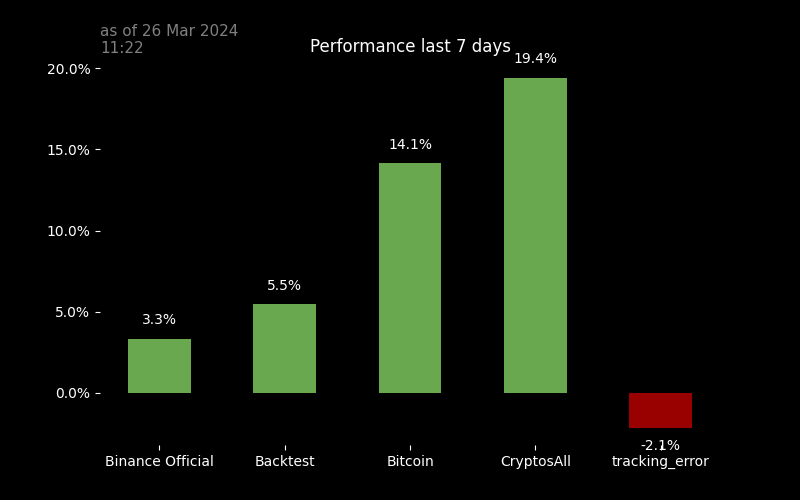 as of 26 Mar 2024
11:22
Performance last 7 days
20.0%
15.0%
10.0%
5.0%
0.0%
3.3%
5.5%
14.1%
19.4%
-2.1%
Binance Official
Backtest
Bitcoin
CryptosAll
tracking_error